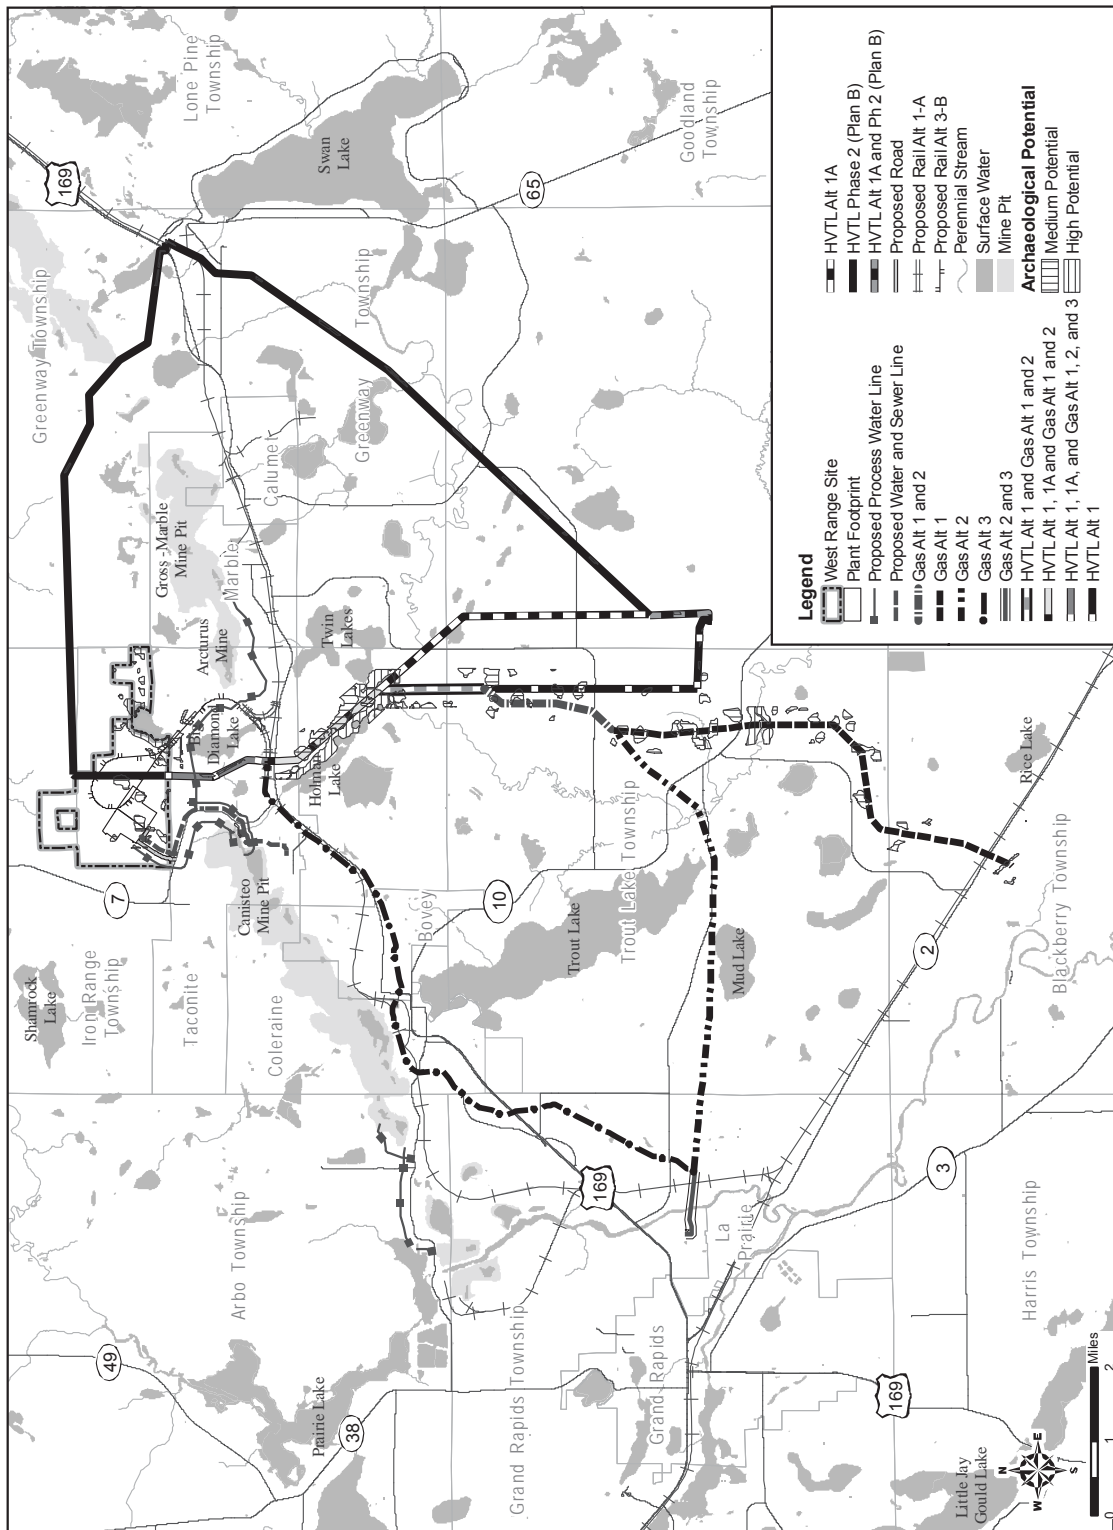 Lone Pine
Township
169
Swan
Lake
65
Goodland
Township
Greenway Township
Greenway
Township
Calumet
Gross-Marble
Mine Pit
Marble
Arcturus
Mine
Twin
Lakes
Big
Diamond
Lake
Holman
Lake
7
Canisteo
Mine Pit
Shamrock
Lake
Iron Range
Township
Taconite
Coleraine
Bovey
10
Trout Lake
Trout Lake Township
Mud Lake
Rice Lake
2
Blackberry Township
Arbo Township
49
Prairie Lake
38
Grand Rapids Township
169
La
Prairie
3
Harris Township
Grand Rapids
169
Little Jay
Gould Lake
N
E
S
W
0
1
2
Miles
Legend
West Range Site
Plant Footprint
Proposed Process Water Line
Proposed Water and Sewer Line
Gas Alt 1 and 2
Gas Alt 1
Gas Alt 2
Gas Alt 3
Gas Alt 2 and 3
HVTL Alt 1 and Gas Alt 1 and 2
HVTL Alt 1, 1A and Gas Alt 1 and 2
HVTL Alt 1, 1A, and Gas Alt 1, 2, and 3
HVTL Alt 1
HVTL Alt 1A
HVTL Phase 2 (Plan B)
HVTL Alt 1A and Ph 2 (Plan B)
Proposed Road
Proposed Rail Alt 1-A
Proposed Rail Alt 3-B
Perennial Stream
Surface Water
Mine Pit
Archaeological Potential
Medium Potential
High Potential